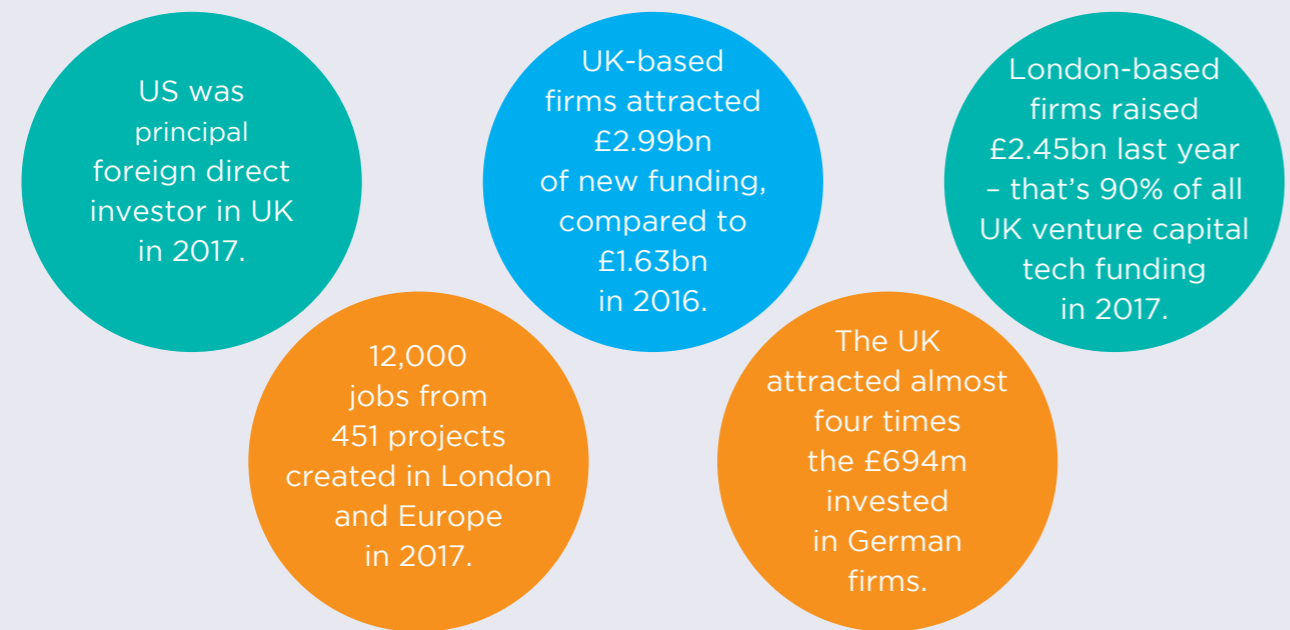 US was
principal
foreign direct
investor in UK
in 2017.
UK-based
firms attracted
£2.99bn
of new funding,
compared to
£1.63bn
in 2016.
London-based
firms raised
£2.45bn last year
– that’s 90% of all
UK venture capital
tech funding
in 2017.
12,000
jobs from
451 projects
created in London
and Europe
in 2017.
The UK
attracted almost
four times
the £694m
invested
in German
firms.